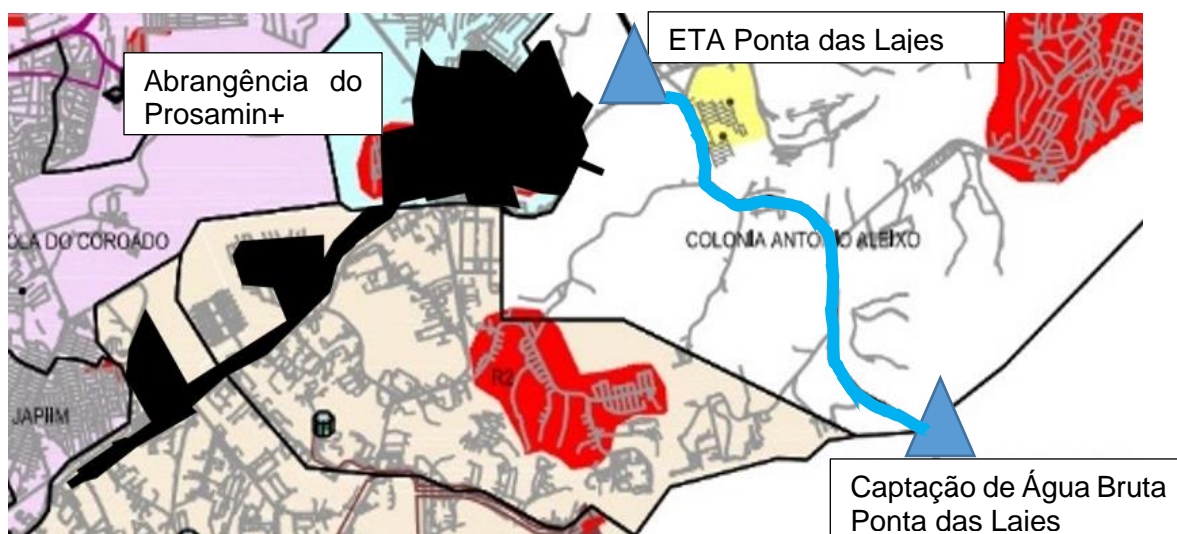 ETA Ponta das Lajes
Abrangência do
Prosamin+
OLA DO COROADO
COLONIA ANTONIO ALEIXO
R2
JAPIIM
Captação de Água Bruta
Ponta das Lajes